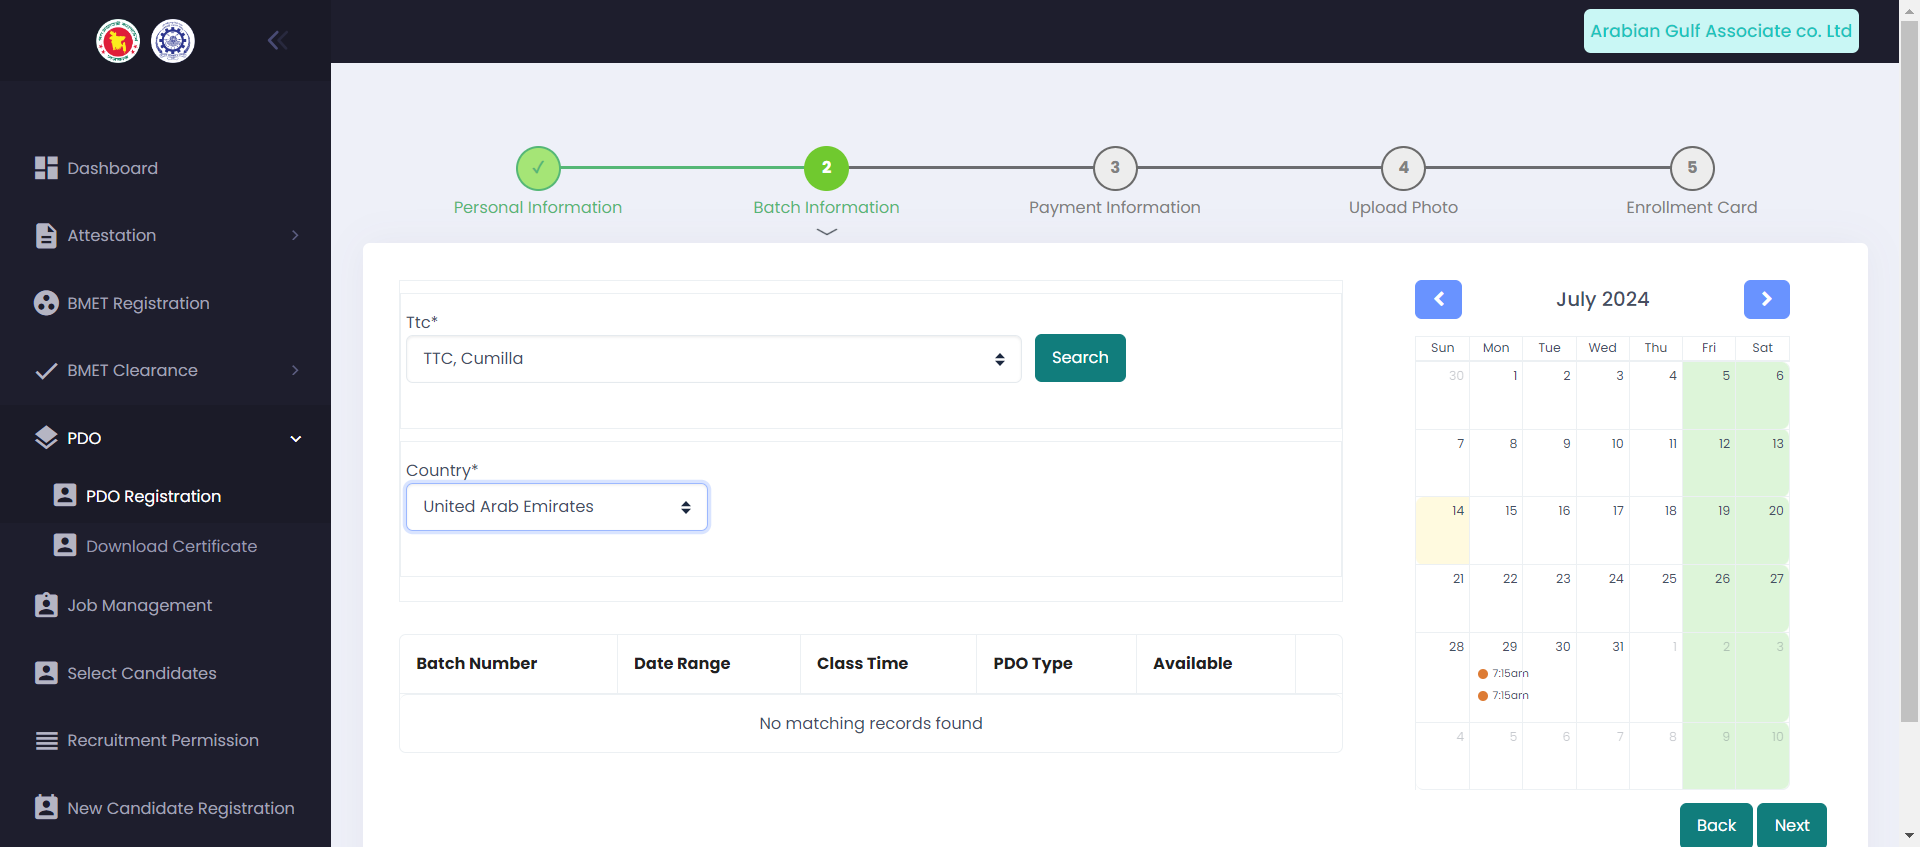 Arabian Gulf Associate co. Ltd
Dashboard
Attestation
BMET Registration
BMET Clearance
PDO
PDO Registration
Download Certificate
Job Management
Select Candidates
Recruitment Permission
New Candidate Registration
✓ 2 3 4 5
Personal Information Batch Information Payment Information Upload Photo Enrollment Card
Ttc*
TTC, Cumilla
Search
Country*
United Arab Emirates
Batch Number Date Range Class Time PDO Type Available
No matching records found
July 2024
Sun Mon Tue Wed Thu Fri Sat
30 1 2 3 4 5 6
7 8 9 10 11 12 13
14 15 16 17 18 19 20
21 22 23 24 25 26 27
28 29 30 31 1 2 3
7:15am
7:15am
4 5 6 7 8 9 10
Back Next